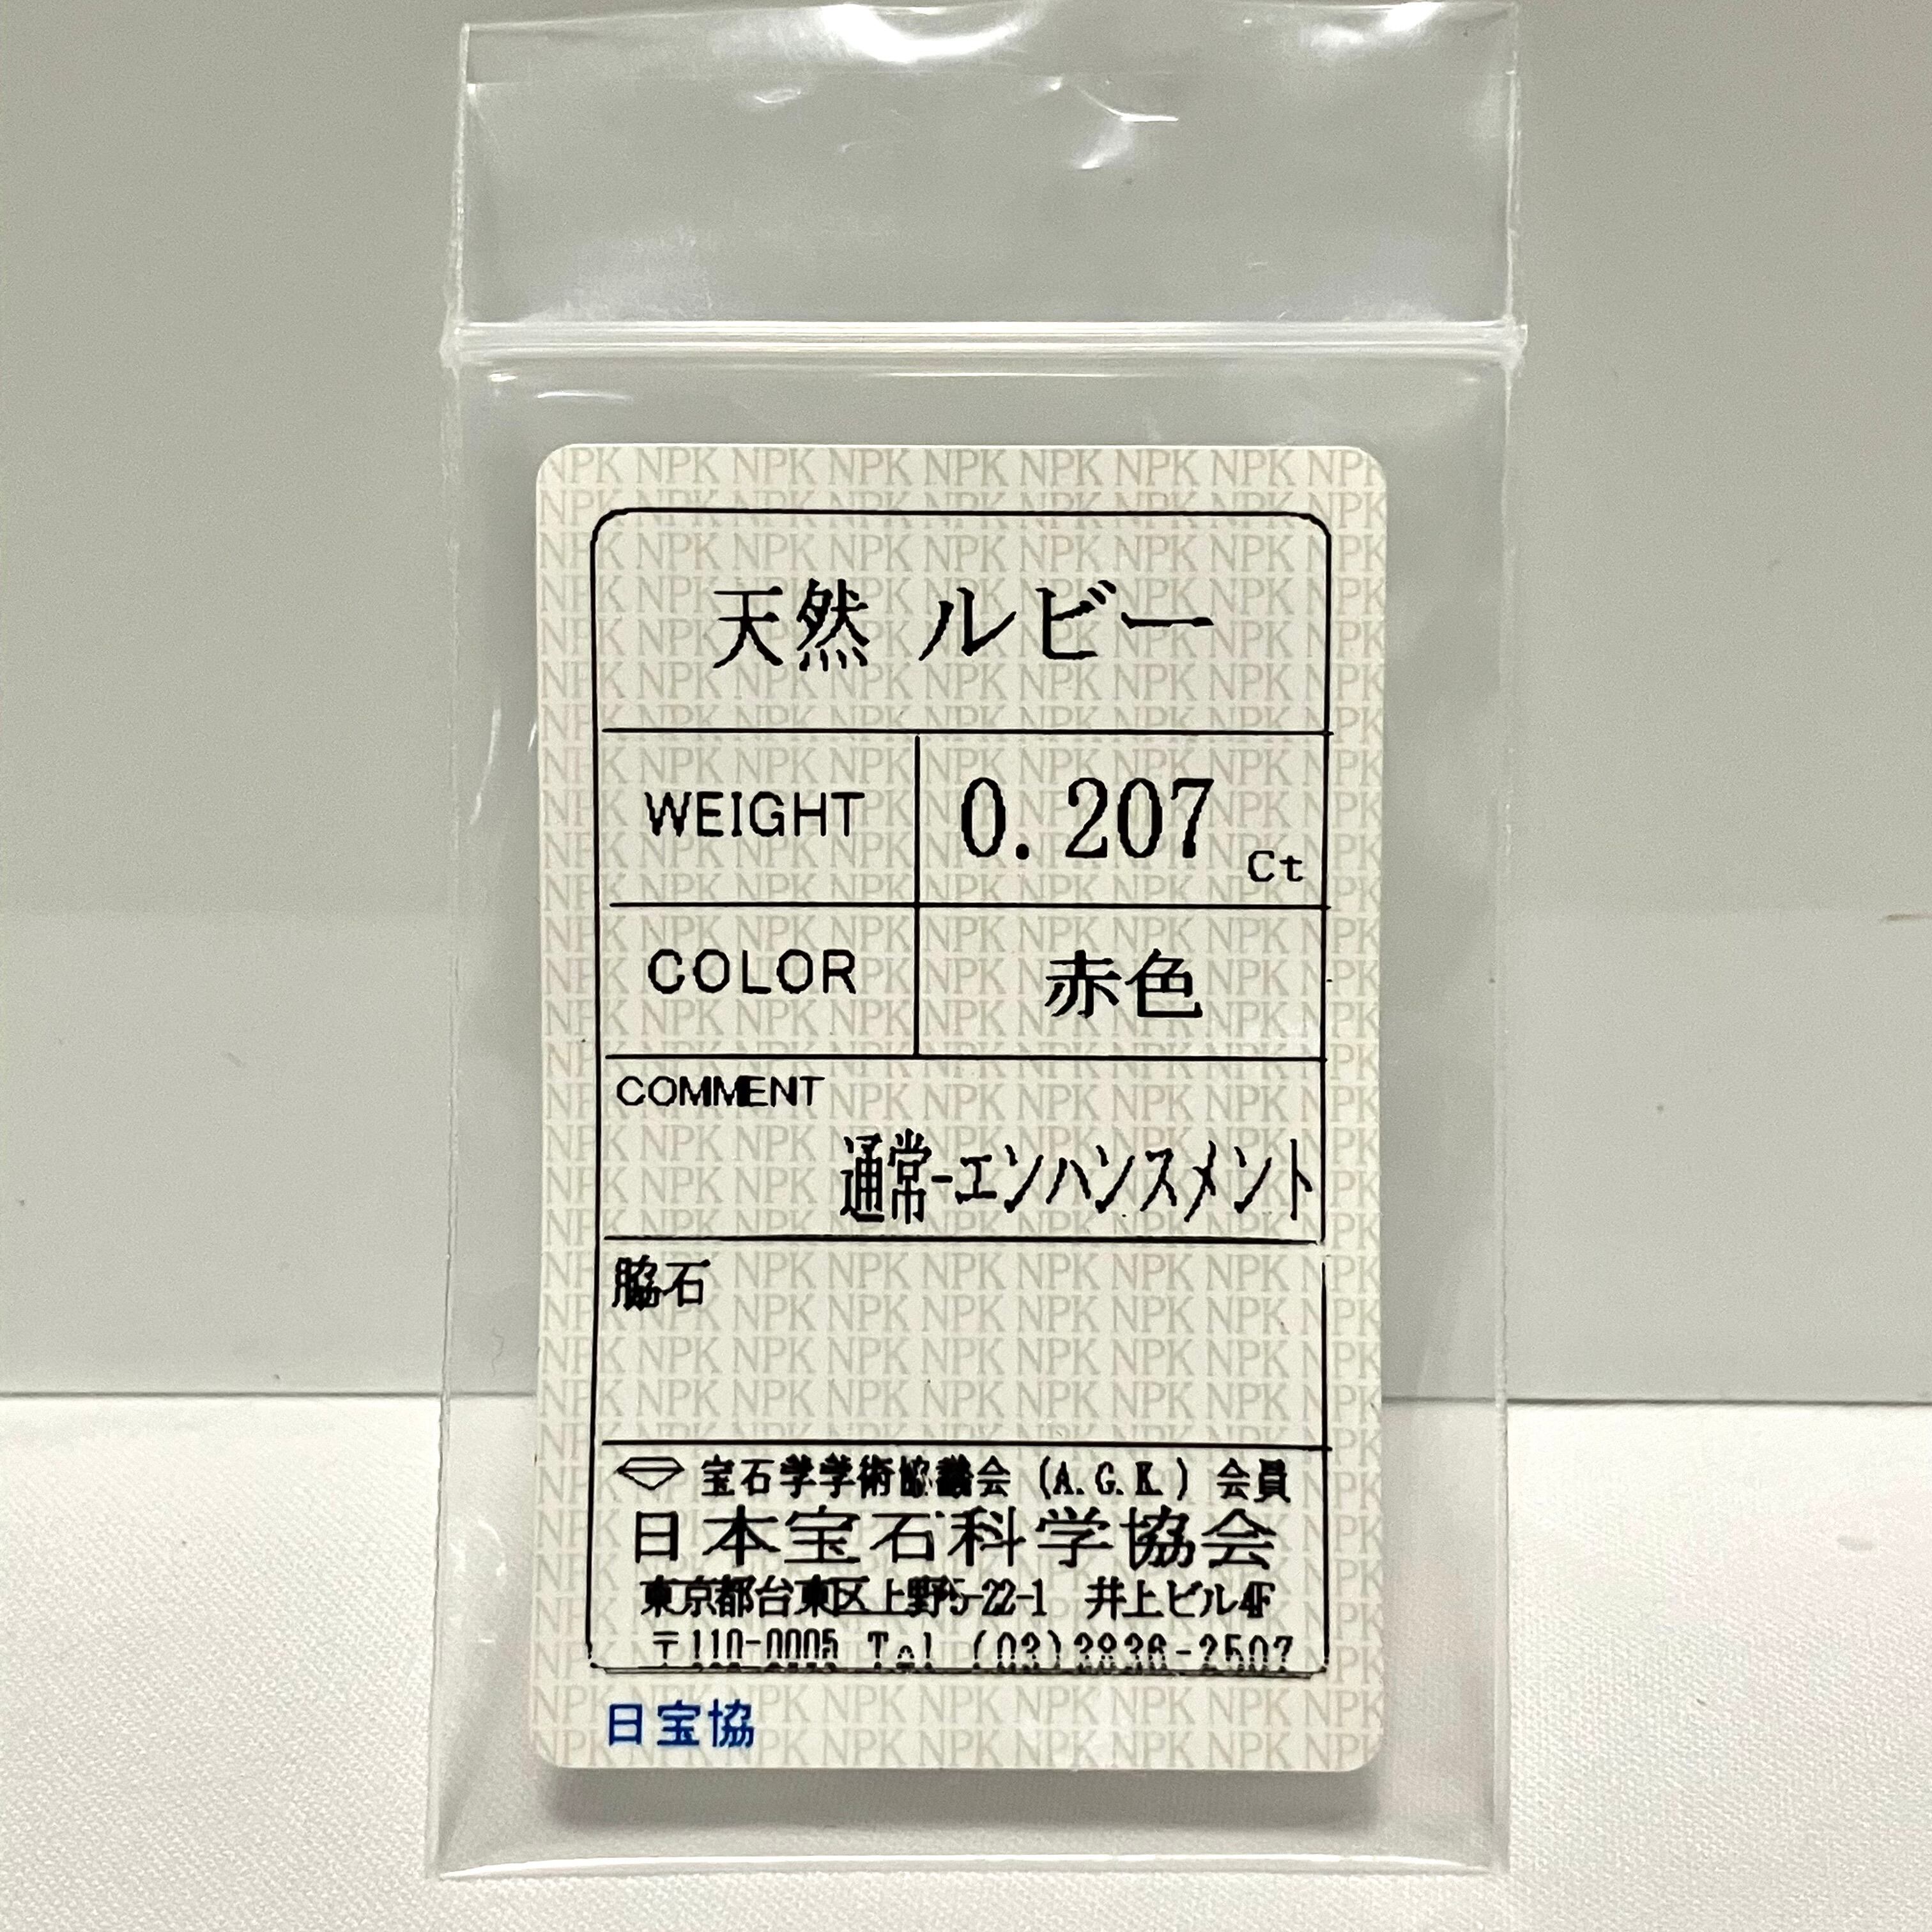 天然 ルビー
WEIGHT 0.207 Ct
COLOR 赤色
COMMENT
通常-エンハンスメント
脇石
宝石学学術協議会 (A.G.K.) 会員
日本宝石科学協会
東京都台東区上野5-22-1 井上ビル4F
〒110-0005 Tel (03)3836-2507
日宝協